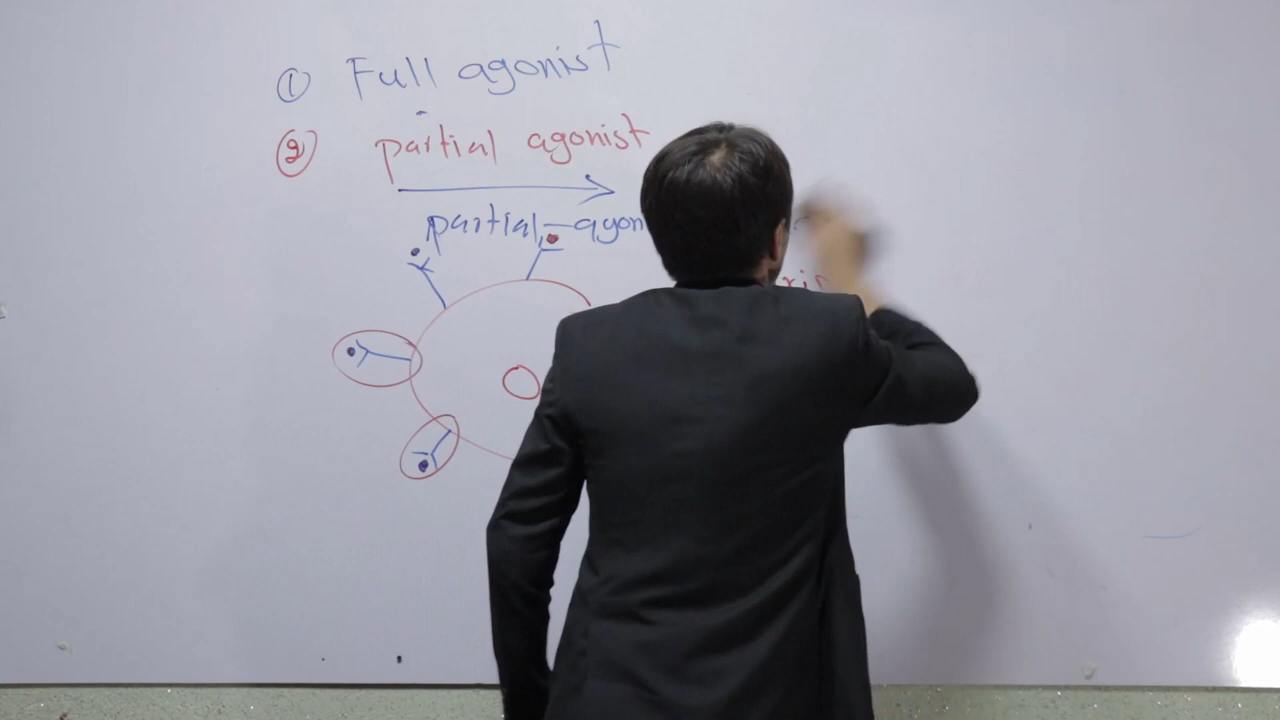 ① Full agonist
② partial agonist
partial-agon